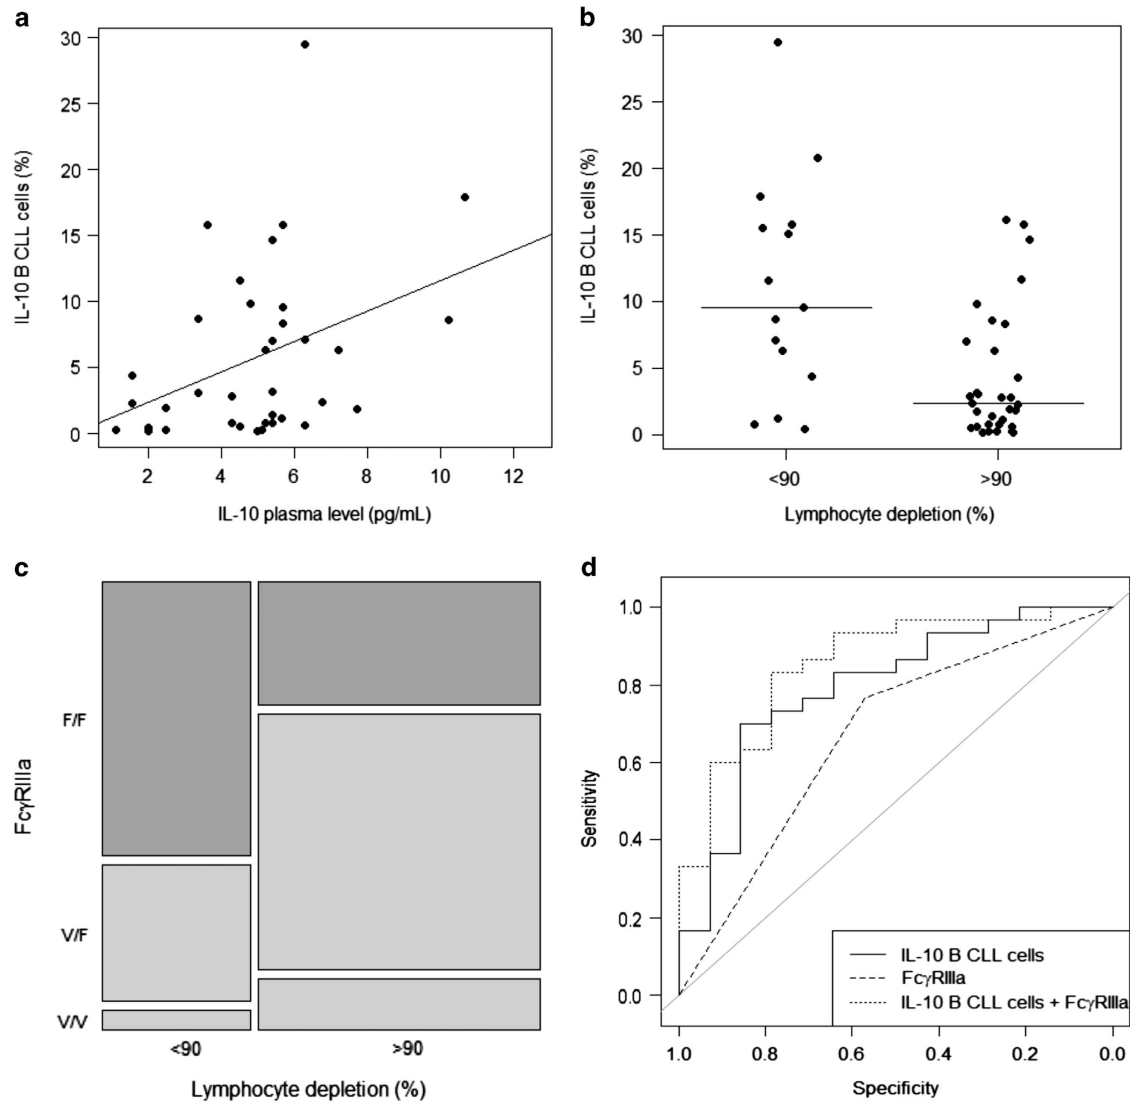 a
IL-10 B CLL cells (%)
30
25
20
15
10
5
0
2 4 6 8 10 12
IL-10 plasma level (pg/mL)
b
IL-10 B CLL cells (%)
30
25
20
15
10
5
0
<90 >90
Lymphocyte depletion (%)
c
FcγRIIIa
F/F
V/F
V/V
<90 >90
Lymphocyte depletion (%)
d
Sensitivity
1.0
0.8
0.6
0.4
0.2
0.0
IL-10 B CLL cells
FcγRIIIa
IL-10 B CLL cells + FcγRIIIa
1.0 0.8 0.6 0.4 0.2 0.0
Specificity